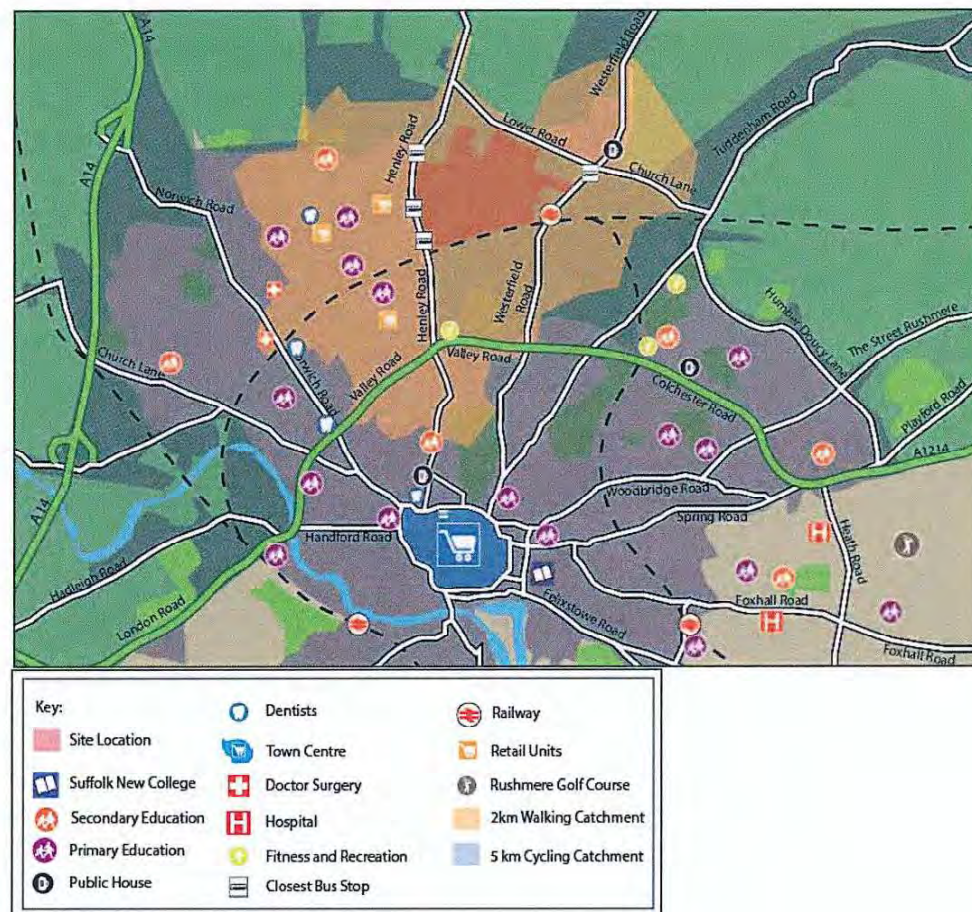 A14
Westerfield Road
Henley Road
Lower Road
Tuddenham Road
A14
Church Lane
Norwich Road
Henley Road
Westerfield
Road
Humber Doucy Lane
The Street Rushmere
Church Lane
Norwich Road
Valley Road
Valley Road
Colchester Road
Playford Road
A1214
A14
Woodbridge Road
Spring Road
Handford Road
Heath Road
Hadleigh Road
London Road
Felixstowe Road
Foxhall Road
Foxhall Road
Key:
Site Location
Suffolk New College
Secondary Education
Primary Education
Public House
Dentists
Town Centre
Doctor Surgery
Hospital
Fitness and Recreation
Closest Bus Stop
Railway
Retail Units
Rushmere Golf Course
2km Walking Catchment
5 km Cycling Catchment